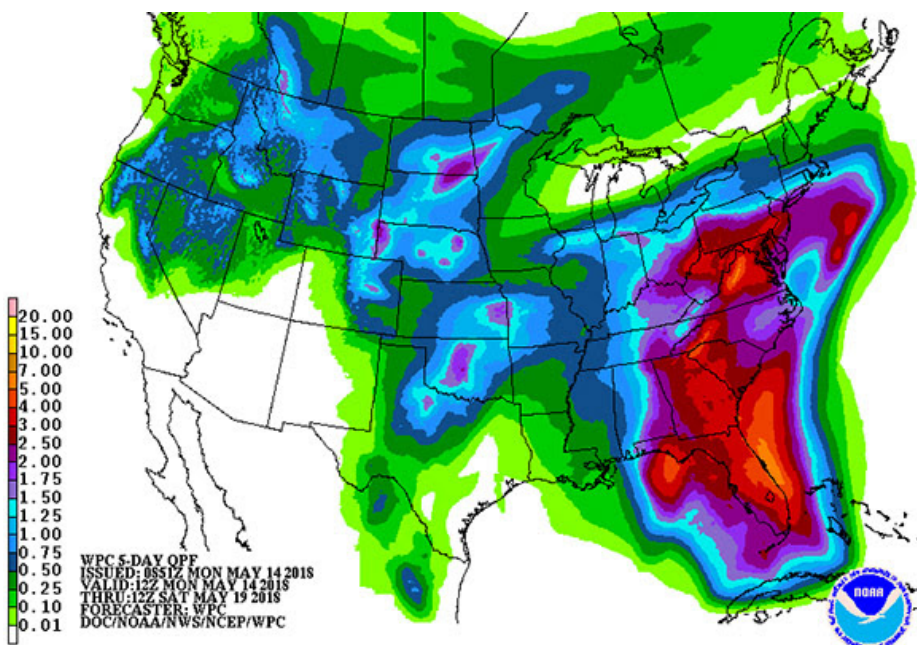 20.00
15.00
10.00
7.00
5.00
4.00
3.00
2.50
2.00
1.75
1.50
1.25
1.00
0.75
0.50
0.25
0.10
0.01
WPC 5-DAY QPF
ISSUED: 0851Z MON MAY 14 2018
VALID:12Z MON MAY 14 2018
THRU:12Z SAT MAY 19 2018
FORECASTER: WPC
DOC/NOAA/NWS/NCEP/WPC
NOAA